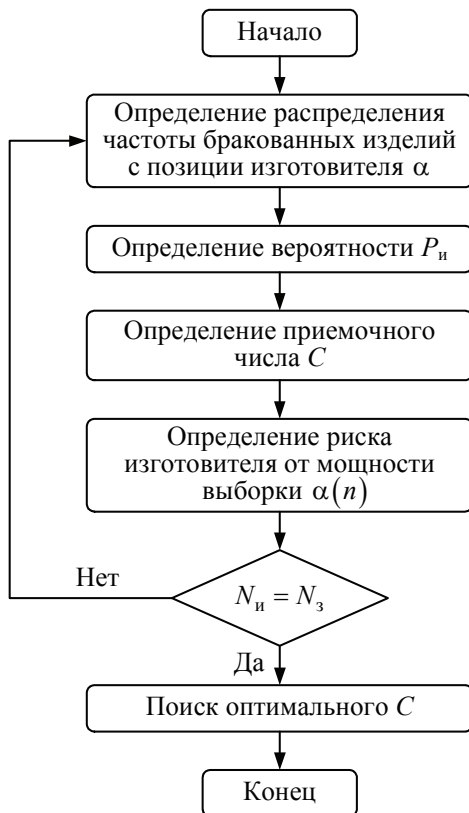 Начало
Определение распределения
частоты бракованных изделий
с позиции изготовителя α
Определение вероятности Pи
Определение приемочного
числа C
Определение риска
изготовителя от мощности
выборки α(n)
Нет
Nи = Nз
Да
Поиск оптимального C
Конец